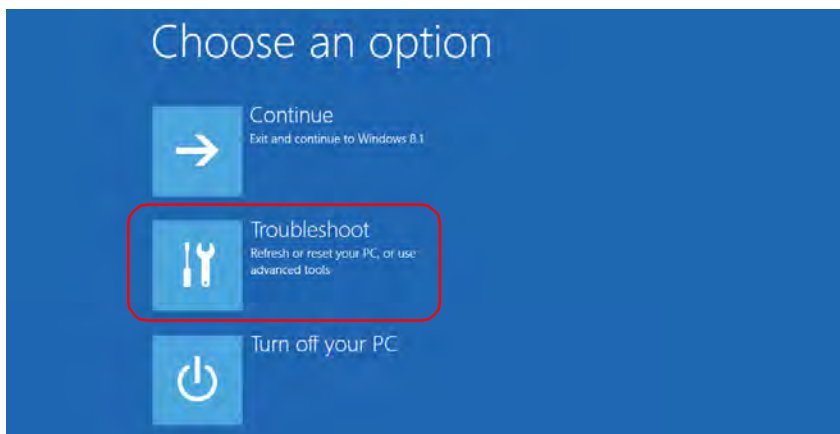 Choose an option
Continue
Exit and continue to Windows 8.1
Troubleshoot
Refresh or reset your PC, or use
advanced tools
Turn off your PC